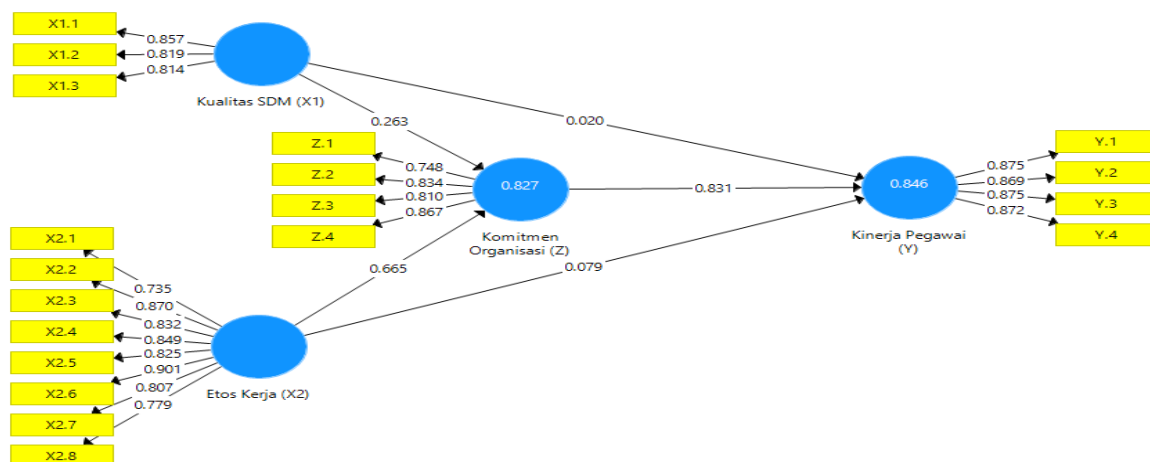 X1.1
X1.2
X1.3
0.857
0.819
0.814
Kualitas SDM (X1)
0.263
0.020
Z.1
Z.2
Z.3
Z.4
0.748
0.834
0.810
0.867
0.827
Komitmen
Organisasi (Z)
0.831
0.846
Kinerja Pegawai
(Y)
0.875
0.869
0.875
0.872
Y.1
Y.2
Y.3
Y.4
0.665
0.079
X2.1
X2.2
X2.3
X2.4
X2.5
X2.6
X2.7
X2.8
0.735
0.870
0.832
0.849
0.825
0.901
0.807
0.779
Etos Kerja (X2)